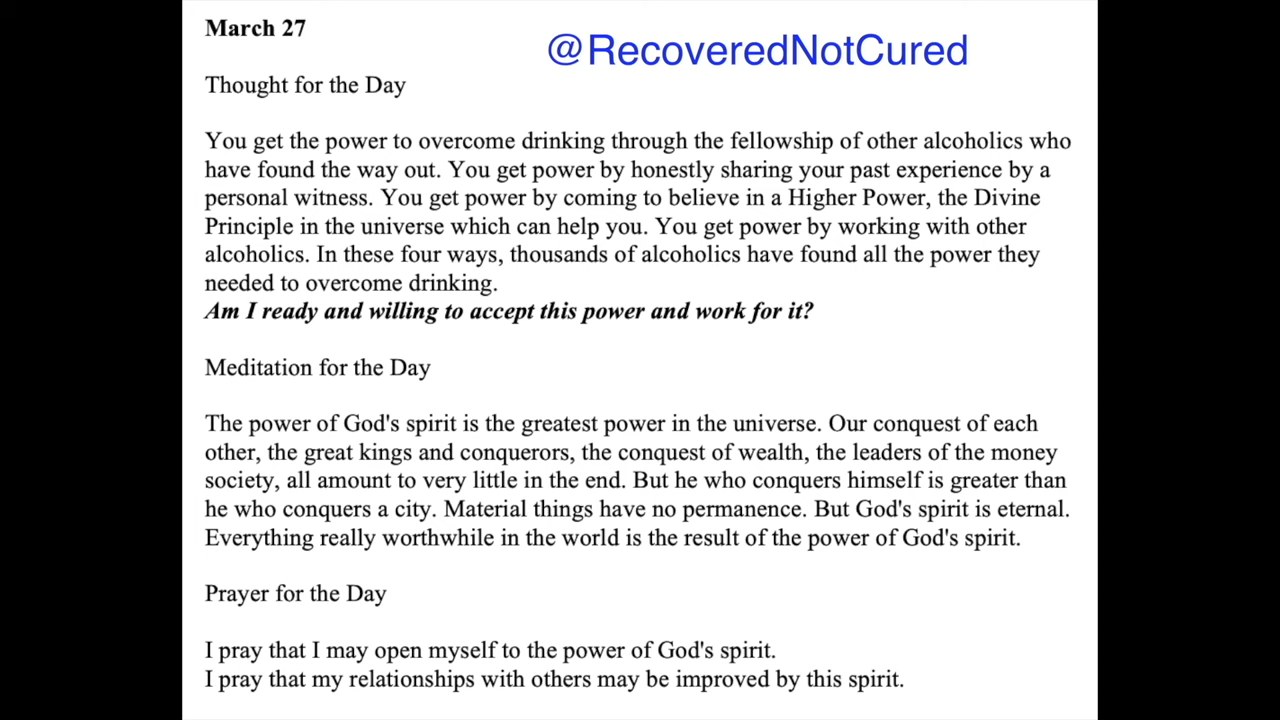 March 27
@RecoveredNotCured
Thought for the Day
You get the power to overcome drinking through the fellowship of other alcoholics who
have found the way out. You get power by honestly sharing your past experience by a
personal witness. You get power by coming to believe in a Higher Power, the Divine
Principle in the universe which can help you. You get power by working with other
alcoholics. In these four ways, thousands of alcoholics have found all the power they
needed to overcome drinking.
Am I ready and willing to accept this power and work for it?
Meditation for the Day
The power of God's spirit is the greatest power in the universe. Our conquest of each
other, the great kings and conquerors, the conquest of wealth, the leaders of the money
society, all amount to very little in the end. But he who conquers himself is greater than
he who conquers a city. Material things have no permanence. But God's spirit is eternal.
Everything really worthwhile in the world is the result of the power of God's spirit.
Prayer for the Day
I pray that I may open myself to the power of God's spirit.
I pray that my relationships with others may be improved by this spirit.